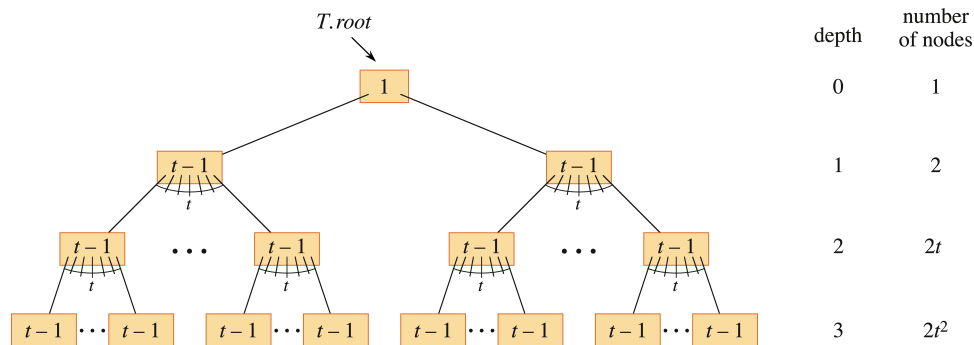 T.root
depth
number
of nodes
1
0
1
t – 1
t – 1
1
2
t
t
t – 1
• • •
t – 1
t – 1
• • •
t – 1
2
2t
t
t
t
t
t – 1 ••• t – 1
t – 1 ••• t – 1
t – 1 ••• t – 1
t – 1 ••• t – 1
3
2t²